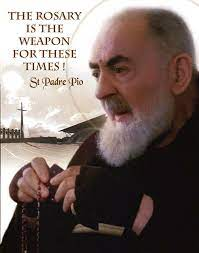 THE ROSARY
IS THE
WEAPON
FOR THESE
TIMES !
St Padre Pio